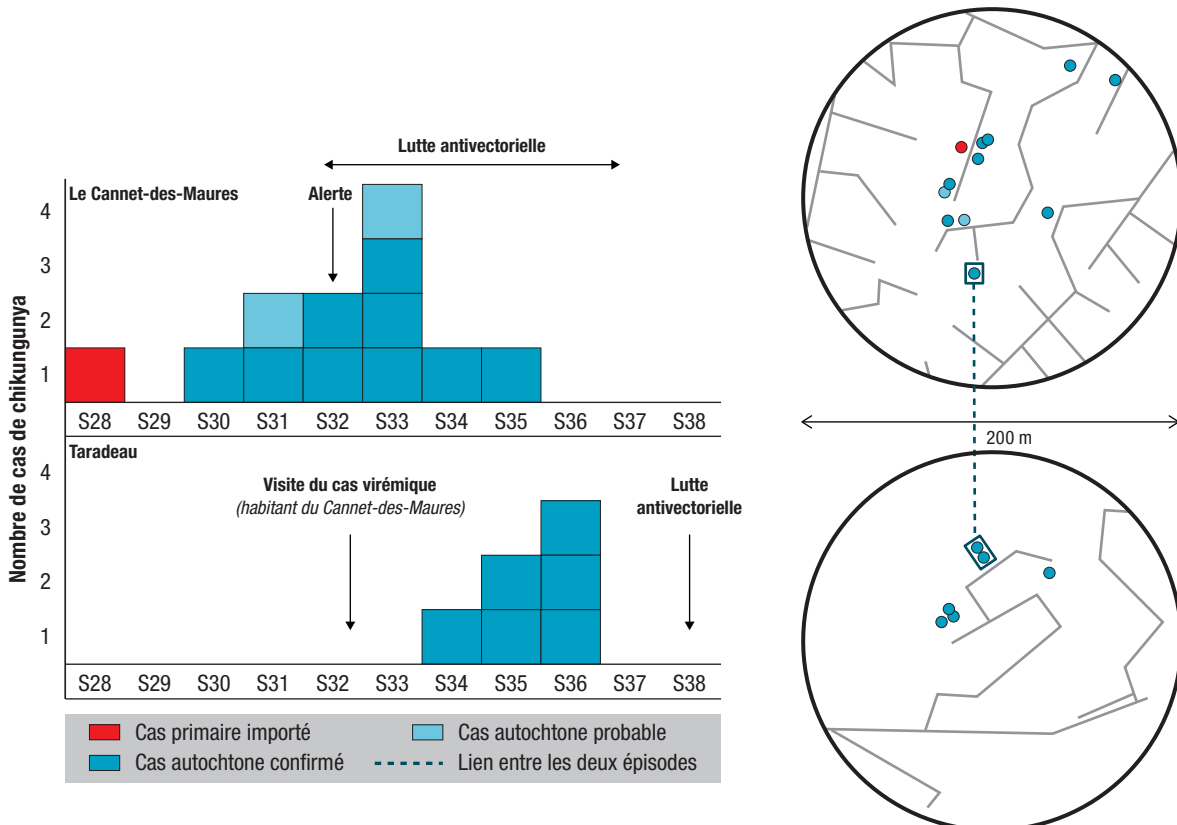 Lutte antivectorielle
Le Cannet-des-Maures
Alerte
Nombre de cas de chikungunya
4
3
2
1
S28 S29 S30 S31 S32 S33 S34 S35 S36 S37 S38
Taradeau
4
3
2
1
Visite du cas virémique
(habitant du Cannet-des-Maures)
Lutte
antivectorielle
S28 S29 S30 S31 S32 S33 S34 S35 S36 S37 S38
Cas primaire importé
Cas autochtone probable
Cas autochtone confirmé
Lien entre les deux épisodes
200 m